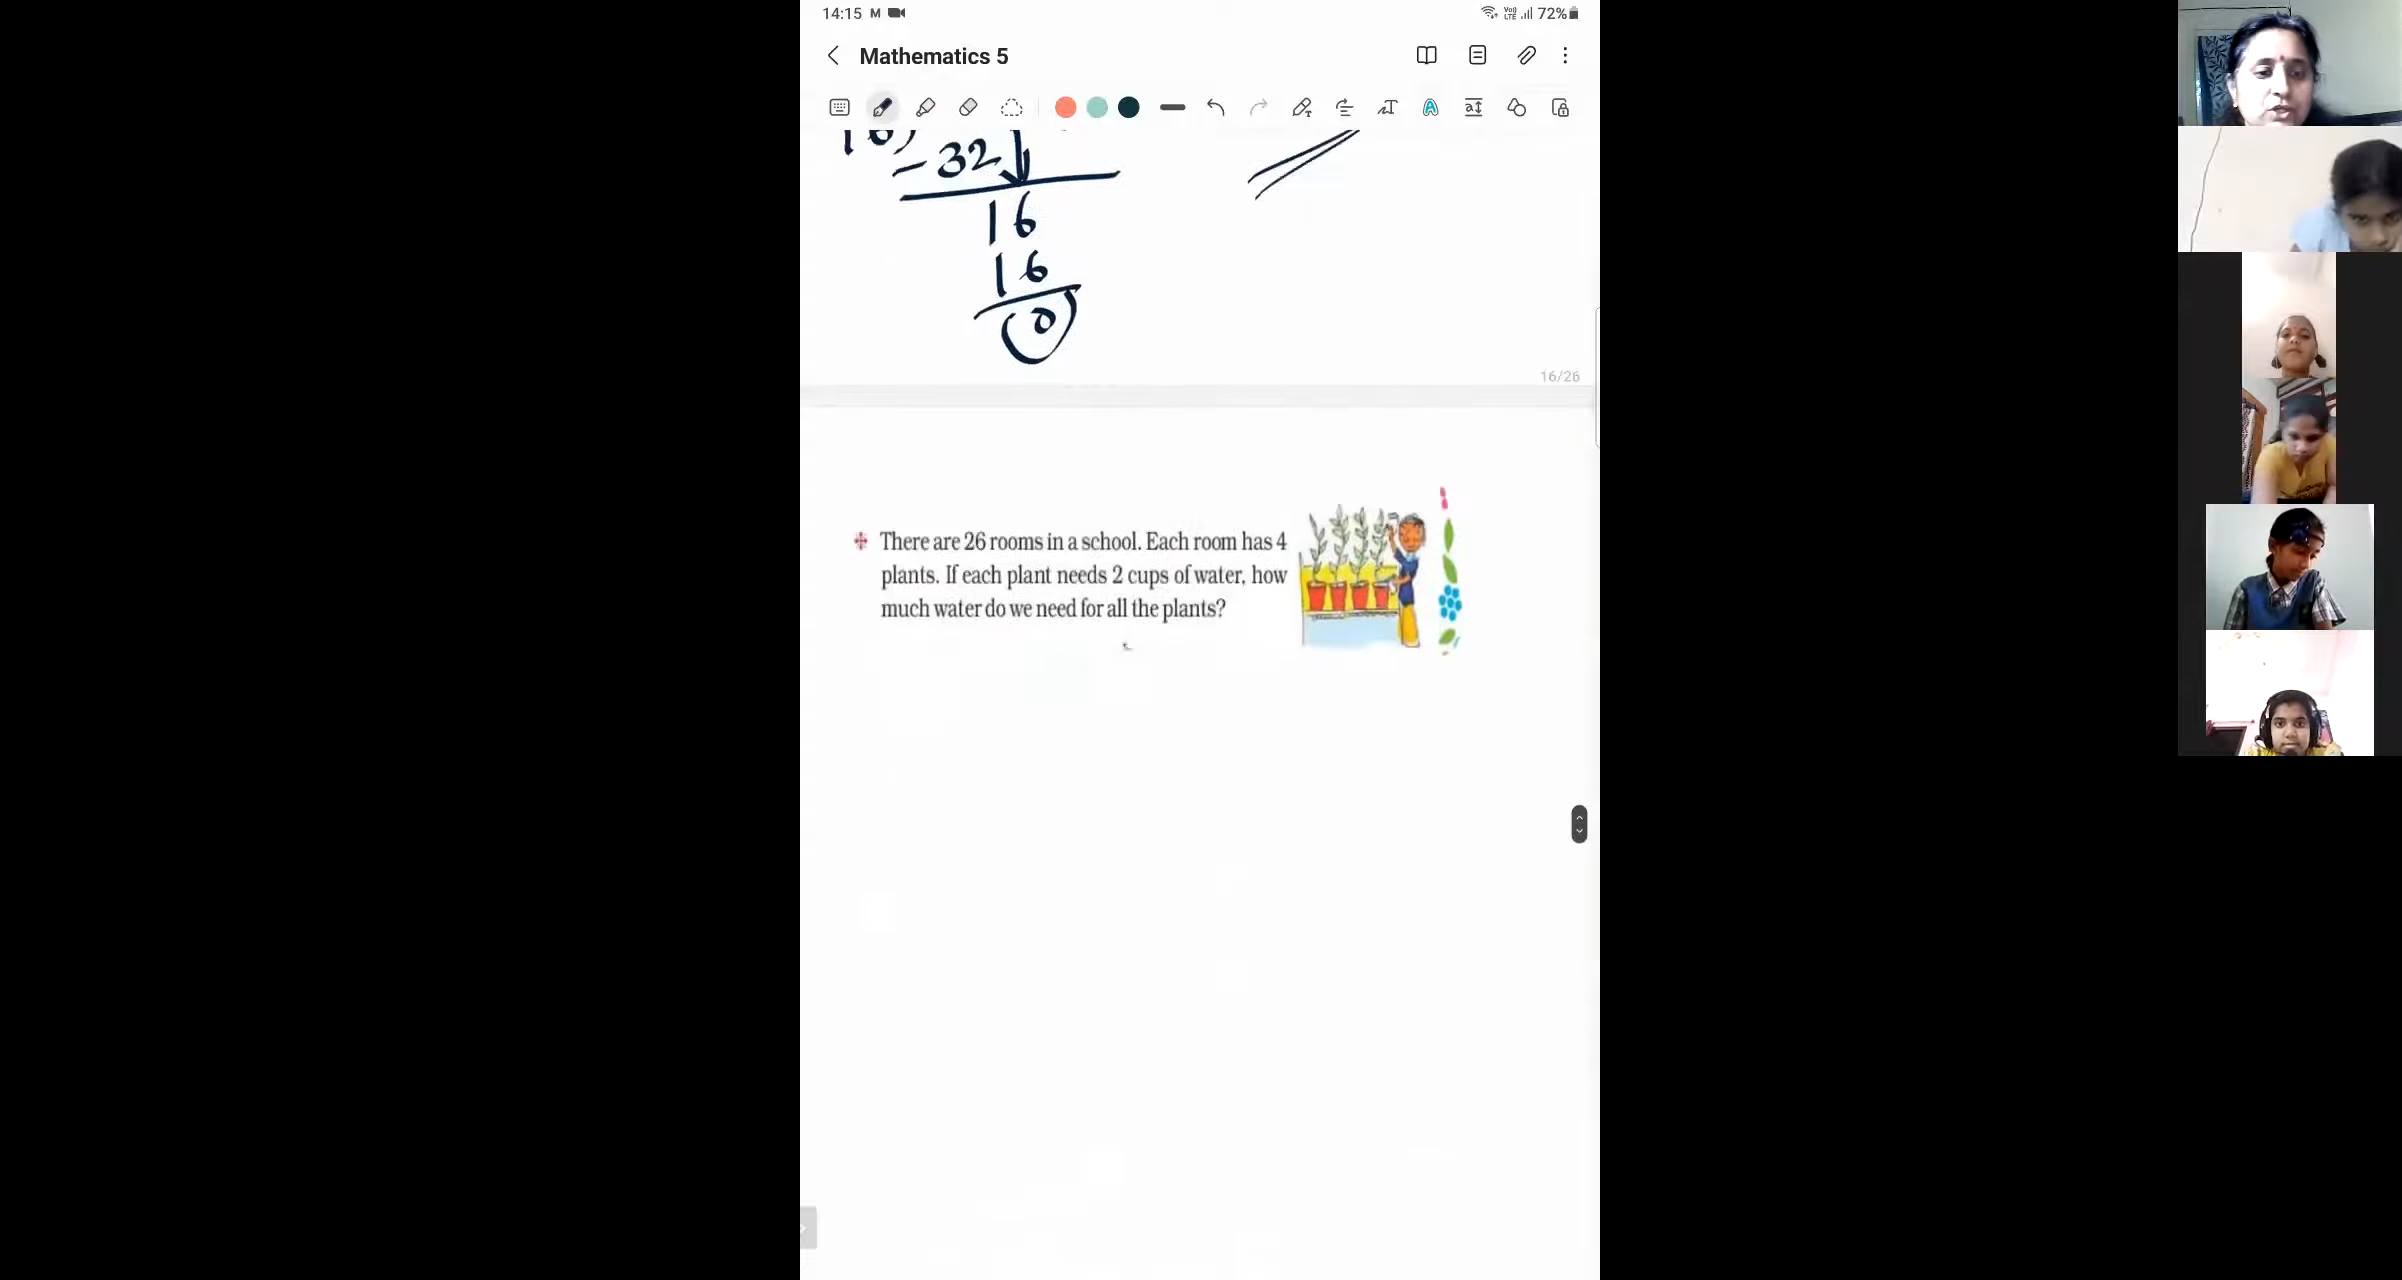 14:15 M 72%
Mathematics 5
- 32
16
16
0
16/26
There are 26 rooms in a school. Each room has 4
plants. If each plant needs 2 cups of water, how
much water do we need for all the plants?